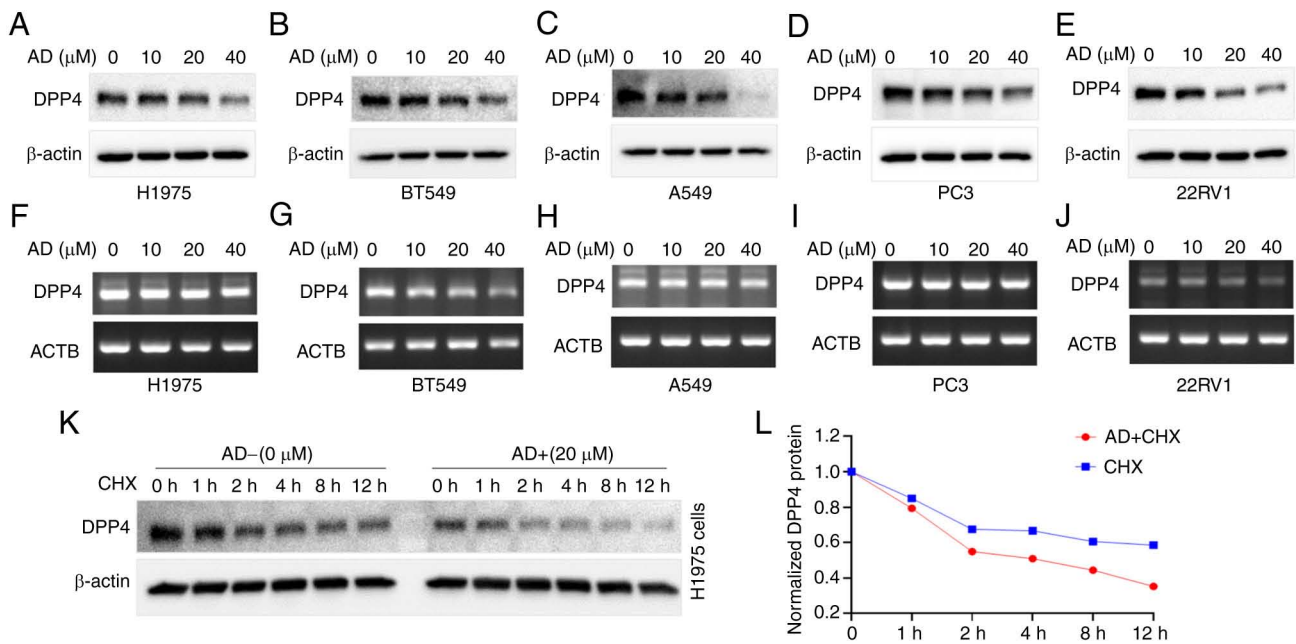 A
AD (μM) 0 10 20 40
DPP4
β-actin
H1975
B
AD (μM) 0 10 20 40
DPP4
β-actin
BT549
C
AD (μM) 0 10 20 40
DPP4
β-actin
A549
D
AD (μM) 0 10 20 40
DPP4
β-actin
PC3
E
AD (μM) 0 10 20 40
DPP4
β-actin
22RV1
F
AD (μM) 0 10 20 40
DPP4
ACTB
H1975
G
AD (μM) 0 10 20 40
DPP4
ACTB
BT549
H
AD (μM) 0 10 20 40
DPP4
ACTB
A549
I
AD (μM) 0 10 20 40
DPP4
ACTB
PC3
J
AD (μM) 0 10 20 40
DPP4
ACTB
22RV1
K
AD−(0 μM) AD+(20 μM)
CHX 0 h 1 h 2 h 4 h 8 h 12 h 0 h 1 h 2 h 4 h 8 h 12 h
DPP4
β-actin
H1975 cells
L
Normalized DPP4 protein
1.2
1.0
0.8
0.6
0.4
0.2
0 1 h 2 h 4 h 8 h 12 h
AD+CHX
CHX